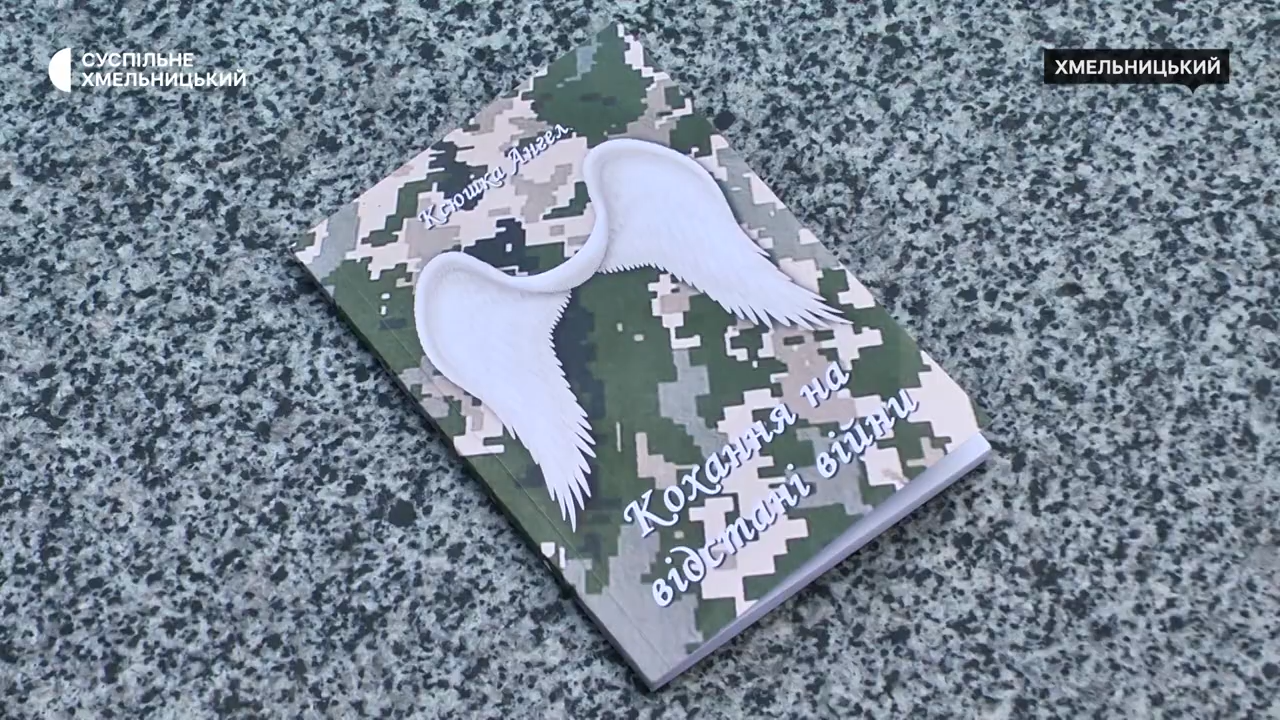 СУСПІЛЬНЕ
ХМЕЛЬНИЦЬКИЙ
ХМЕЛЬНИЦЬКИЙ
Ксюшка Ангел
Кохання на
відстані війни